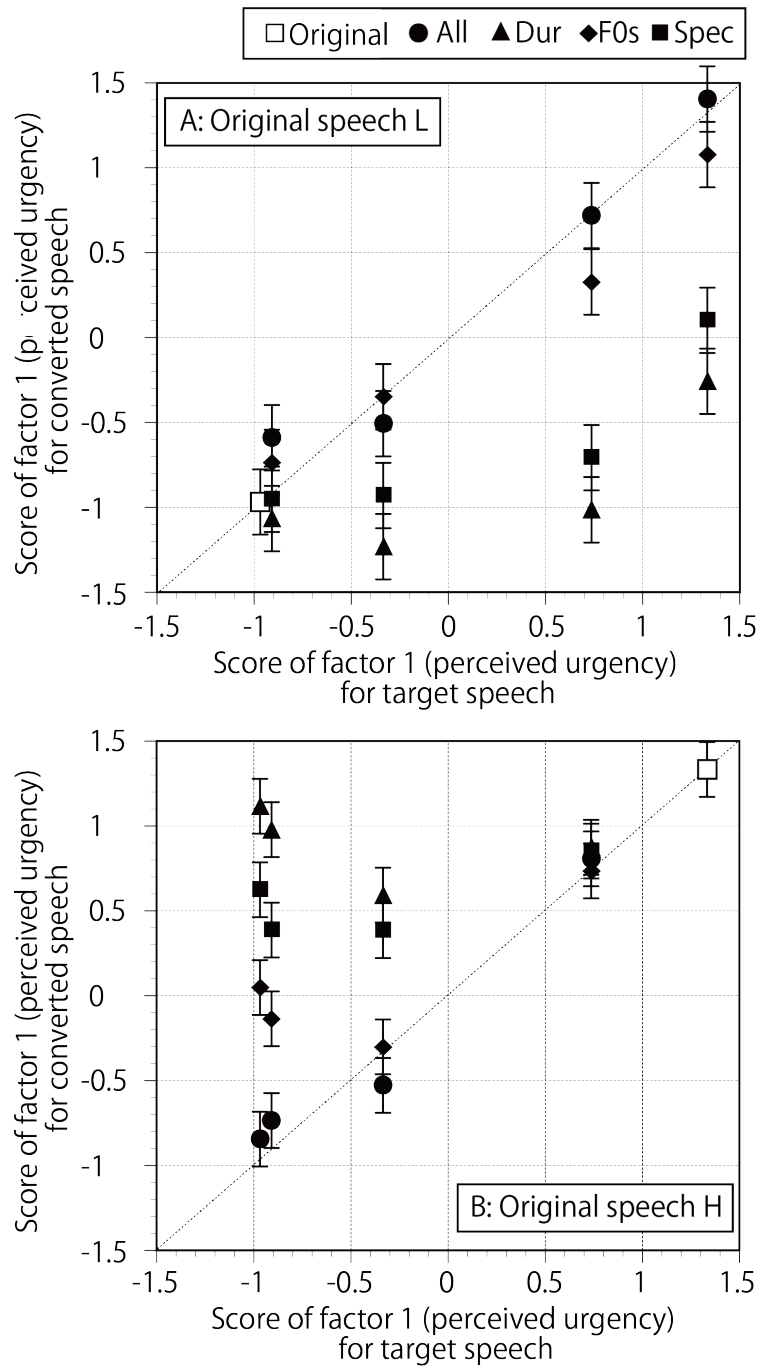 Original All Dur F0s Spec
A: Original speech L
Score of factor 1 (p ceived urgency)
for converted speech
1.5
1
0.5
0
-0.5
-1
-1.5
-1.5 -1 -0.5 0 0.5 1 1.5
Score of factor 1 (perceived urgency)
for target speech
Score of factor 1 (perceived urgency)
for converted speech
1.5
1
0.5
0
-0.5
-1
-1.5
B: Original speech H
-1.5 -1 -0.5 0 0.5 1 1.5
Score of factor 1 (perceived urgency)
for target speech